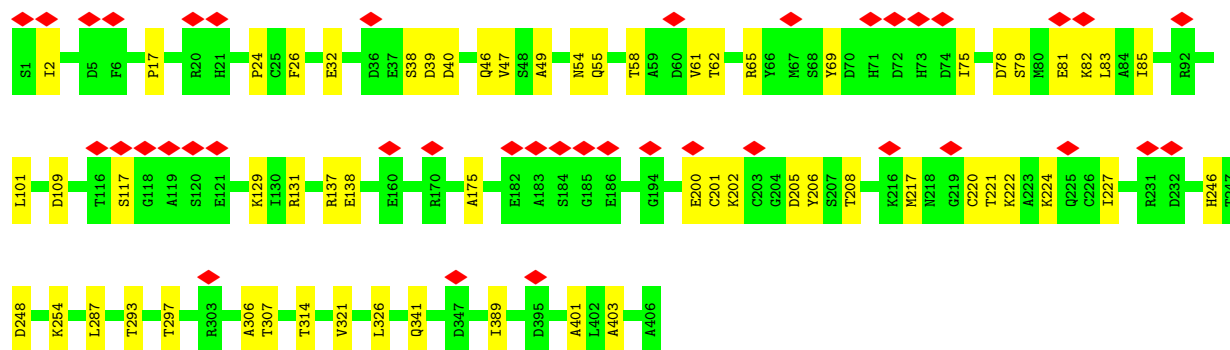 S1 I2 D5 F6 P17 R20 H21 P24 C25 F26 E32 D36 E37 S38 D39 D40 Q46 V47 S48 A49 N54 Q55 T58 A59 D60 V61 T62 R65 Y66 M67 S68 Y69 D70 H71 D72 H73 D74 I75 D78 S79 M80 E81 K82 L83 A84 I85 R92
L101 D109 T116 S117 G118 A119 S120 E121 K129 I130 R131 R137 E138 E160 R170 A175 E182 A183 S184 G185 E186 G194 E200 C201 K202 C203 G204 D205 Y206 S207 T208 K216 M217 N218 G219 C220 T221 K222 A223 K224 Q225 C226 I227 R231 D232 H246
D248 K254 L287 T293 T297 R303 A306 T307 T314 V321 L326 Q341 D347 I389 D395 A401 L402 A403 A406